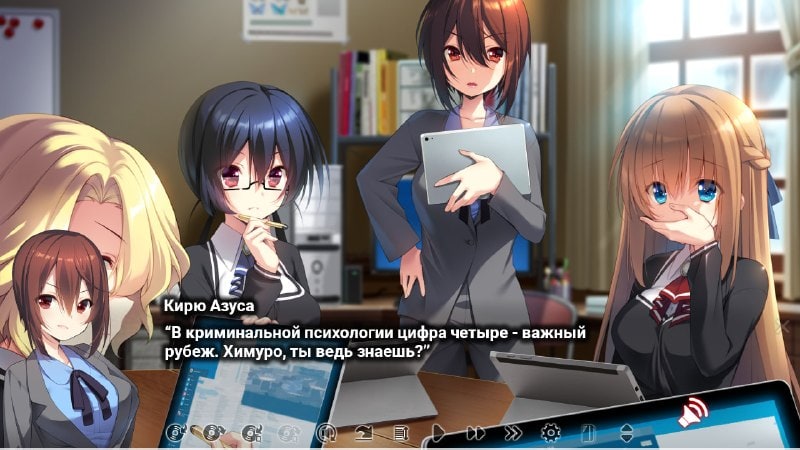 Кирю Азуса
“В криминальной психологии цифра четыре - важный
рубеж. Химуро, ты ведь знаешь?”